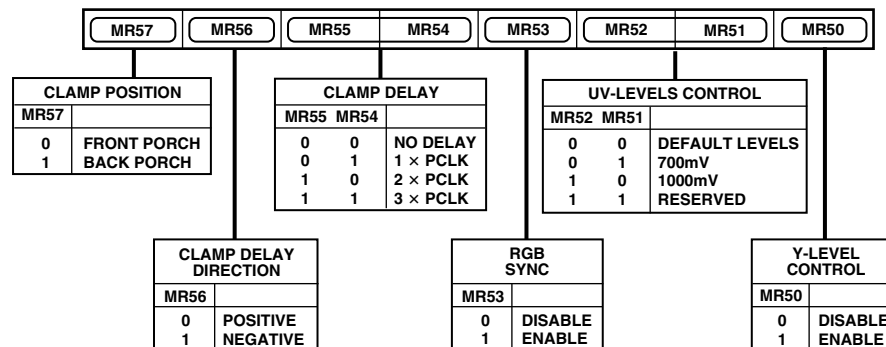 MR57 MR56 MR55 MR54 MR53 MR52 MR51 MR50
CLAMP POSITION
MR57
0 FRONT PORCH
1 BACK PORCH
CLAMP DELAY
MR55 MR54
0 0 NO DELAY
0 1 1 × PCLK
1 0 2 × PCLK
1 1 3 × PCLK
UV-LEVELS CONTROL
MR52 MR51
0 0 DEFAULT LEVELS
0 1 700mV
1 0 1000mV
1 1 RESERVED
CLAMP DELAY
DIRECTION
MR56
0 POSITIVE
1 NEGATIVE
RGB
SYNC
MR53
0 DISABLE
1 ENABLE
Y-LEVEL
CONTROL
MR50
0 DISABLE
1 ENABLE